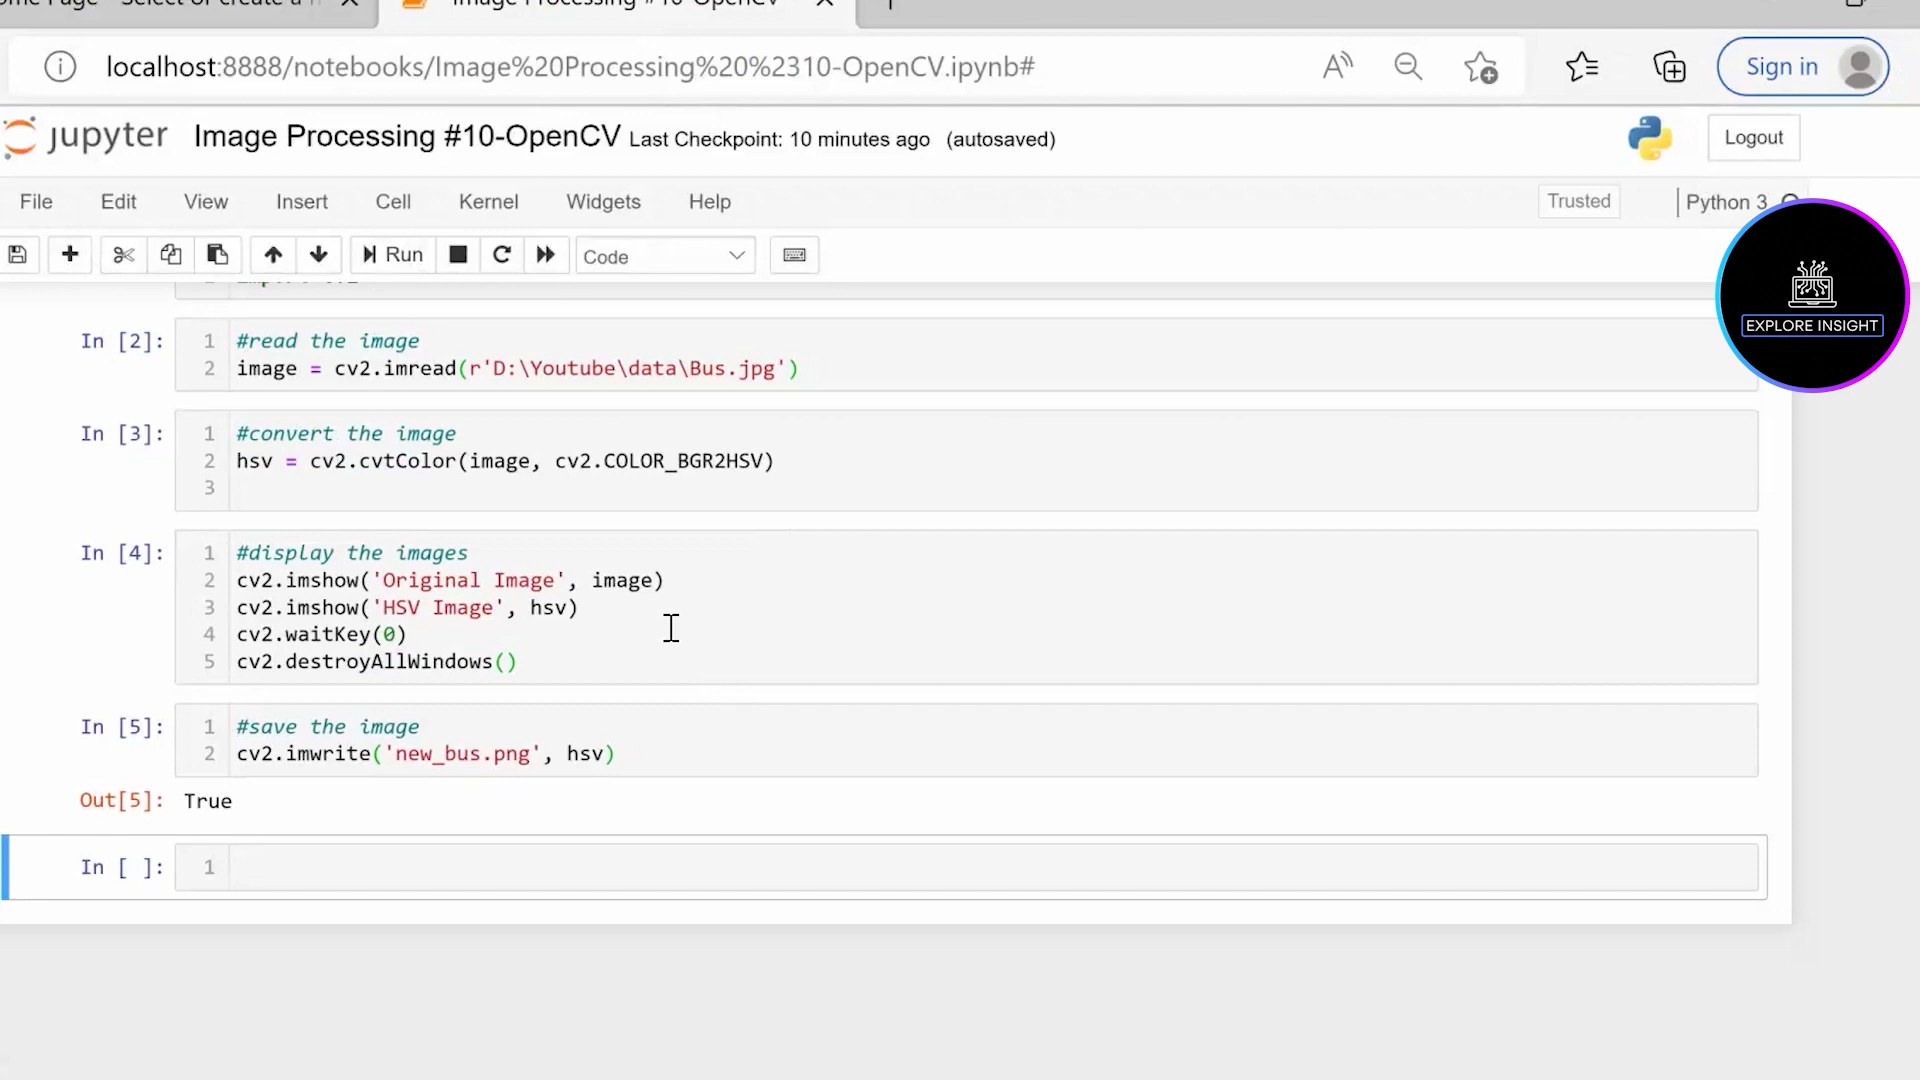 localhost:8888/notebooks/Image%20Processing%20%2310-OpenCV.ipynb#
Sign in
jupyter Image Processing #10-OpenCV Last Checkpoint: 10 minutes ago (autosaved)
Logout
File Edit View Insert Cell Kernel Widgets Help
Trusted
Python 3
Run
Code
EXPLORE INSIGHT
In [2]:
1 #read the image
2 image = cv2.imread(r'D:\Youtube\data\Bus.jpg')
In [3]:
1 #convert the image
2 hsv = cv2.cvtColor(image, cv2.COLOR_BGR2HSV)
3
In [4]:
1 #display the images
2 cv2.imshow('Original Image', image)
3 cv2.imshow('HSV Image', hsv)
4 cv2.waitKey(0)
5 cv2.destroyAllWindows()
In [5]:
1 #save the image
2 cv2.imwrite('new_bus.png', hsv)
Out[5]: True
In [ ]:
1